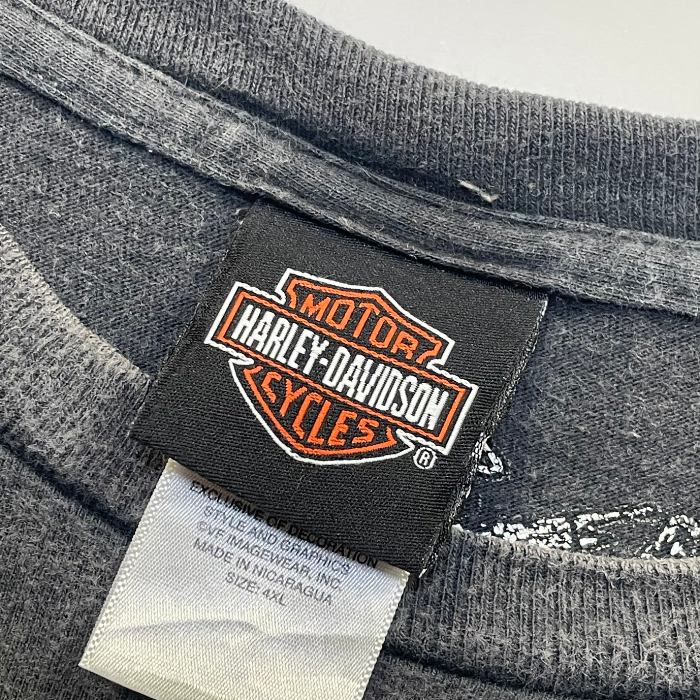 MOTOR
HARLEY-DAVIDSON
CYCLES
®
EXCLUSIVE OF DECORATION
STYLE AND GRAPHICS
©VF IMAGEWEAR, INC.
MADE IN NICARAGUA
SIZE: 4XL